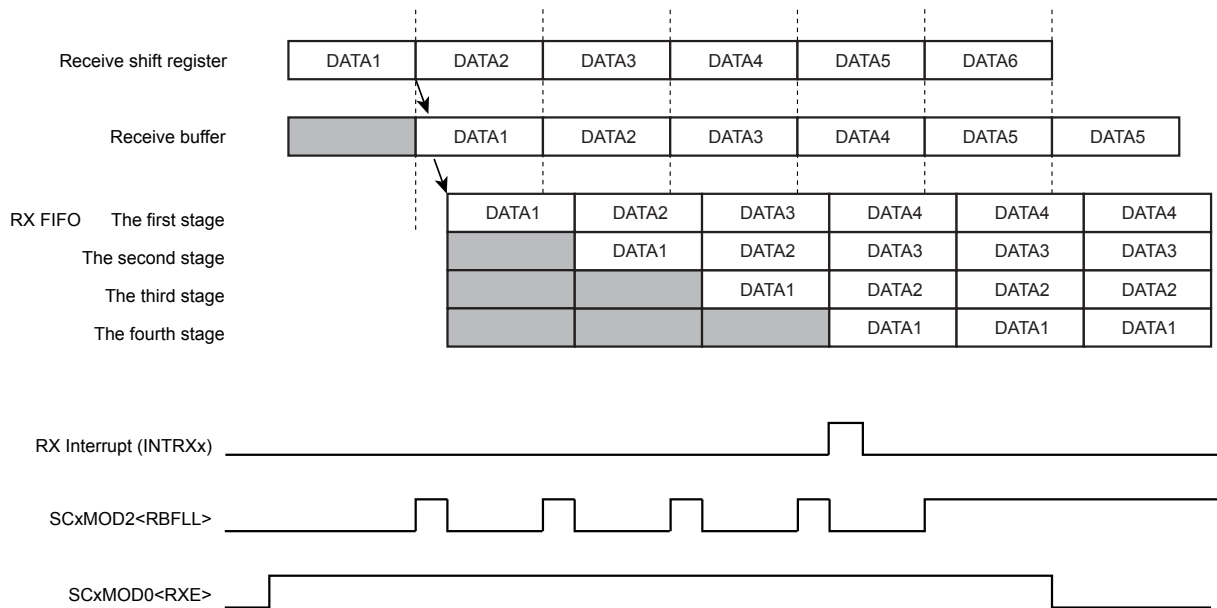 Receive shift register DATA1 DATA2 DATA3 DATA4 DATA5 DATA6
Receive buffer DATA1 DATA2 DATA3 DATA4 DATA5 DATA5
RX FIFO The first stage DATA1 DATA2 DATA3 DATA4 DATA4 DATA4
The second stage DATA1 DATA2 DATA3 DATA3 DATA3
The third stage DATA1 DATA2 DATA2 DATA2
The fourth stage DATA1 DATA1 DATA1
RX Interrupt (INTRXx)
SCxMOD2<RBFLL>
SCxMOD0<RXE>